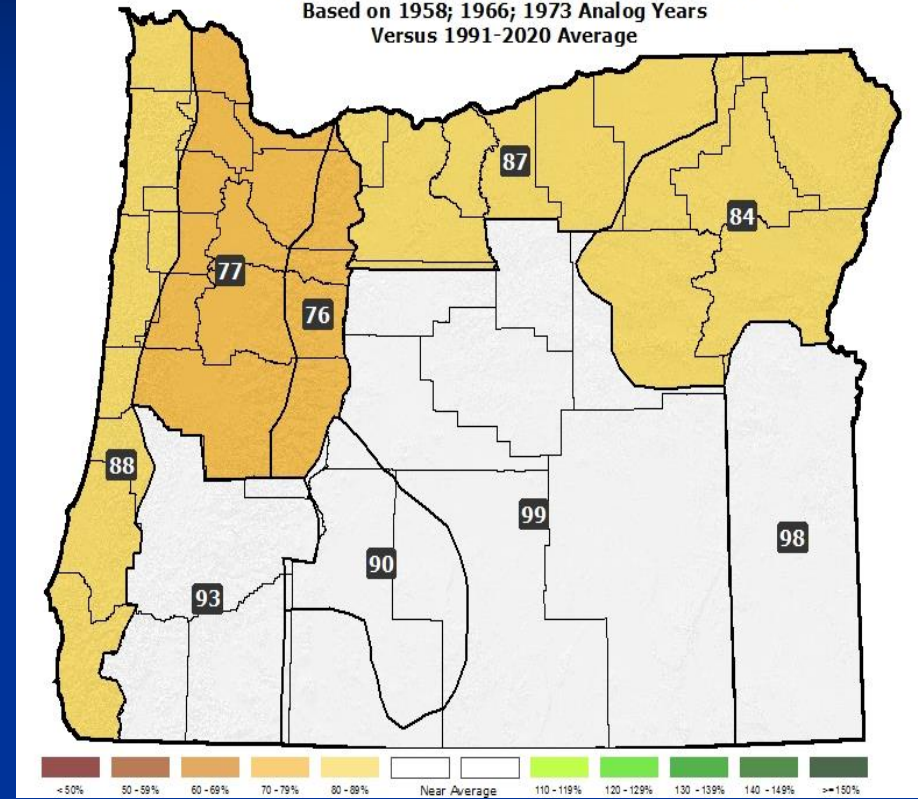 Based on 1958; 1966; 1973 Analog Years
Versus 1991-2020 Average
87
84
77
76
88
99
98
90
93
<50%
50 - 59%
60 - 69%
70 - 79%
80 - 89%
Near Average
110 - 119%
120 - 129%
130 - 139%
140 - 149%
>=150%